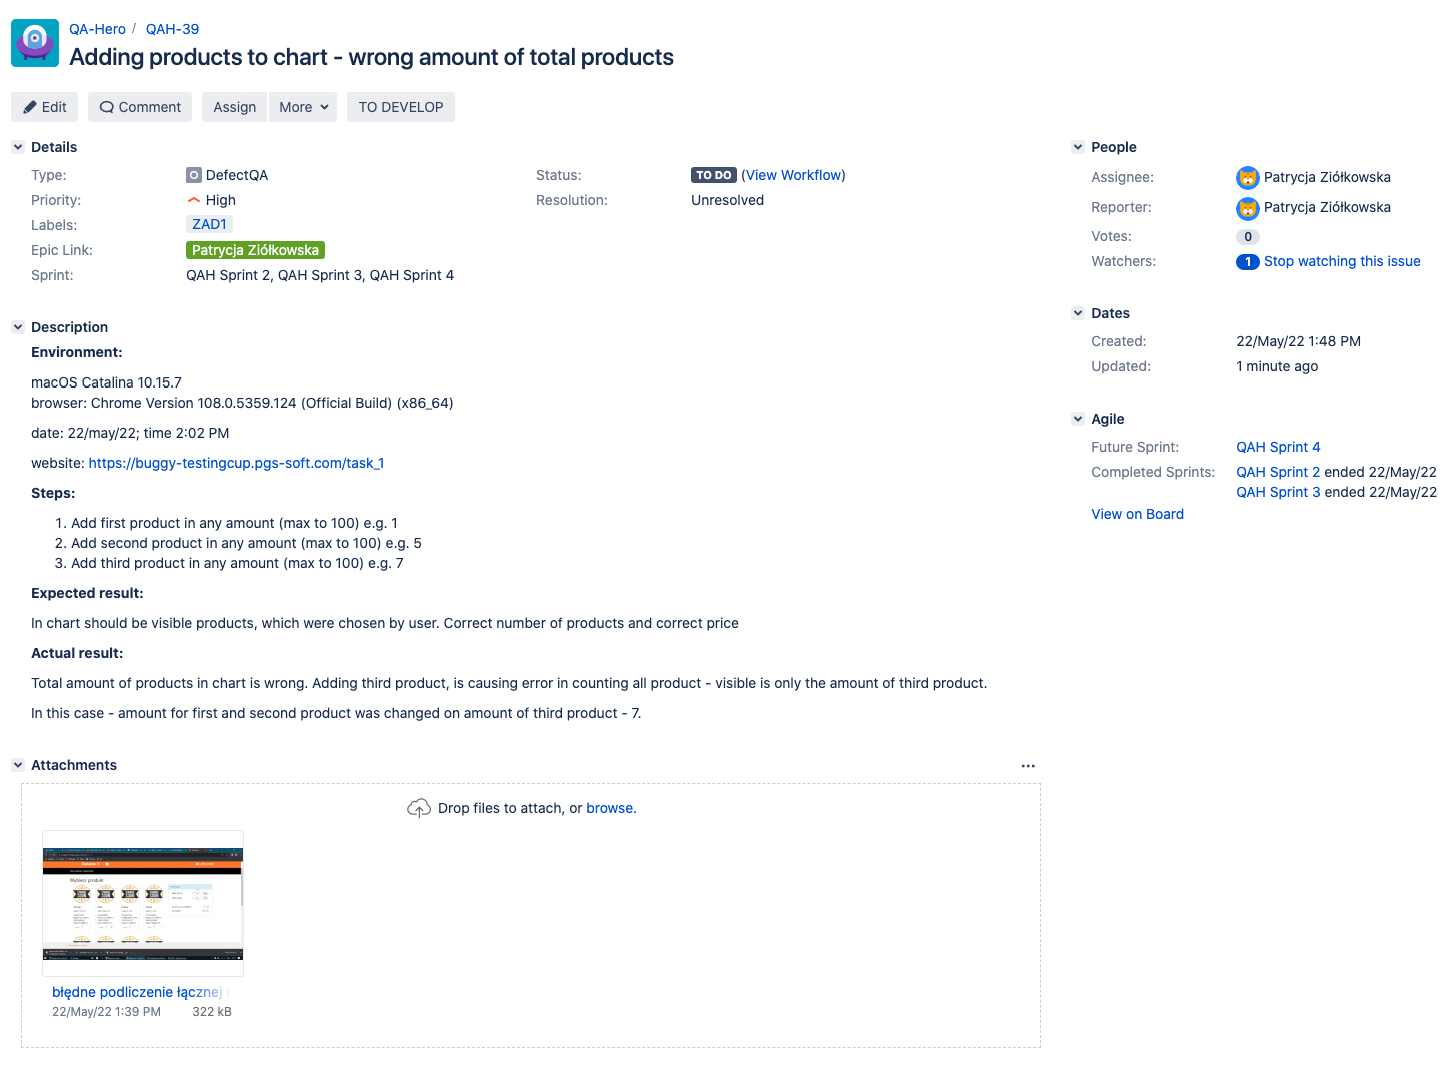 QA-Hero / QAH-39
Adding products to chart - wrong amount of total products
Edit Comment Assign More TO DEVELOP
Details
Type: DefectQA
Status: TO DO (View Workflow)
Priority: High
Resolution: Unresolved
Labels: ZAD1
Epic Link: Patrycja Ziółkowska
Sprint: QAH Sprint 2, QAH Sprint 3, QAH Sprint 4
Description
Environment:
macOS Catalina 10.15.7
browser: Chrome Version 108.0.5359.124 (Official Build) (x86_64)
date: 22/may/22; time 2:02 PM
website: https://buggy-testingcup.pgs-soft.com/task_1
Steps:
1. Add first product in any amount (max to 100) e.g. 1
2. Add second product in any amount (max to 100) e.g. 5
3. Add third product in any amount (max to 100) e.g. 7
Expected result:
In chart should be visible products, which were chosen by user. Correct number of products and correct price
Actual result:
Total amount of products in chart is wrong. Adding third product, is causing error in counting all product - visible is only the amount of third product.
In this case - amount for first and second product was changed on amount of third product - 7.
Attachments
Drop files to attach, or browse.
Wybierz produkt
błędne podliczenie łącznej
22/May/22 1:39 PM 322 kB
People
Assignee: Patrycja Ziółkowska
Reporter: Patrycja Ziółkowska
Votes: 0
Watchers: 1 Stop watching this issue
Dates
Created: 22/May/22 1:48 PM
Updated: 1 minute ago
Agile
Future Sprint: QAH Sprint 4
Completed Sprints: QAH Sprint 2 ended 22/May/22
QAH Sprint 3 ended 22/May/22
View on Board